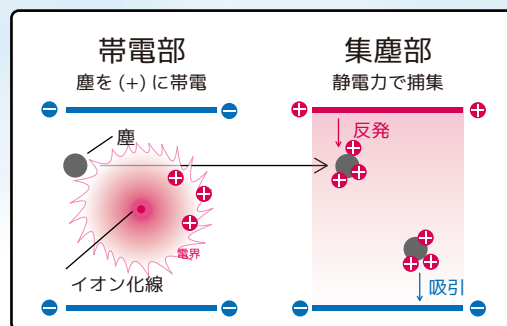 帯電部
塵を (+) に帯電
塵
電界
イオン化線
集塵部
静電力で捕集
反発
吸引